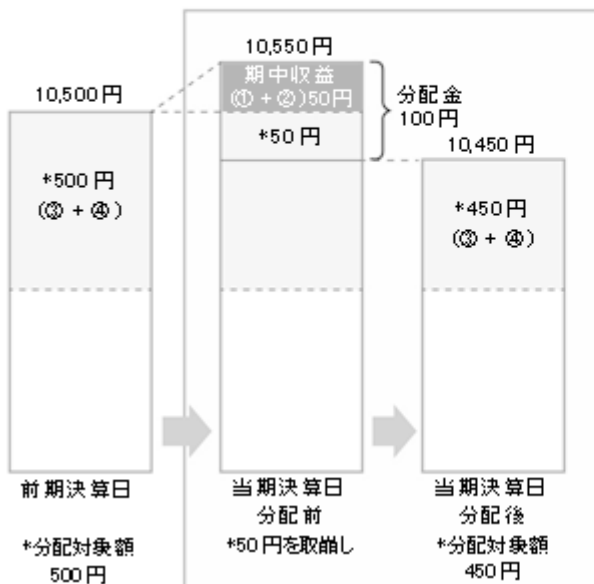 10,500円
*500円
(③ + ④)
前期決算日
*分配対象額
500円
10,550円
期中収益
(① + ②)50円
*50円
分配金
100円
当期決算日
分配前
*50円を取崩し
10,450円
*450円
(③ + ④)
当期決算日
分配後
*分配対象額
450円